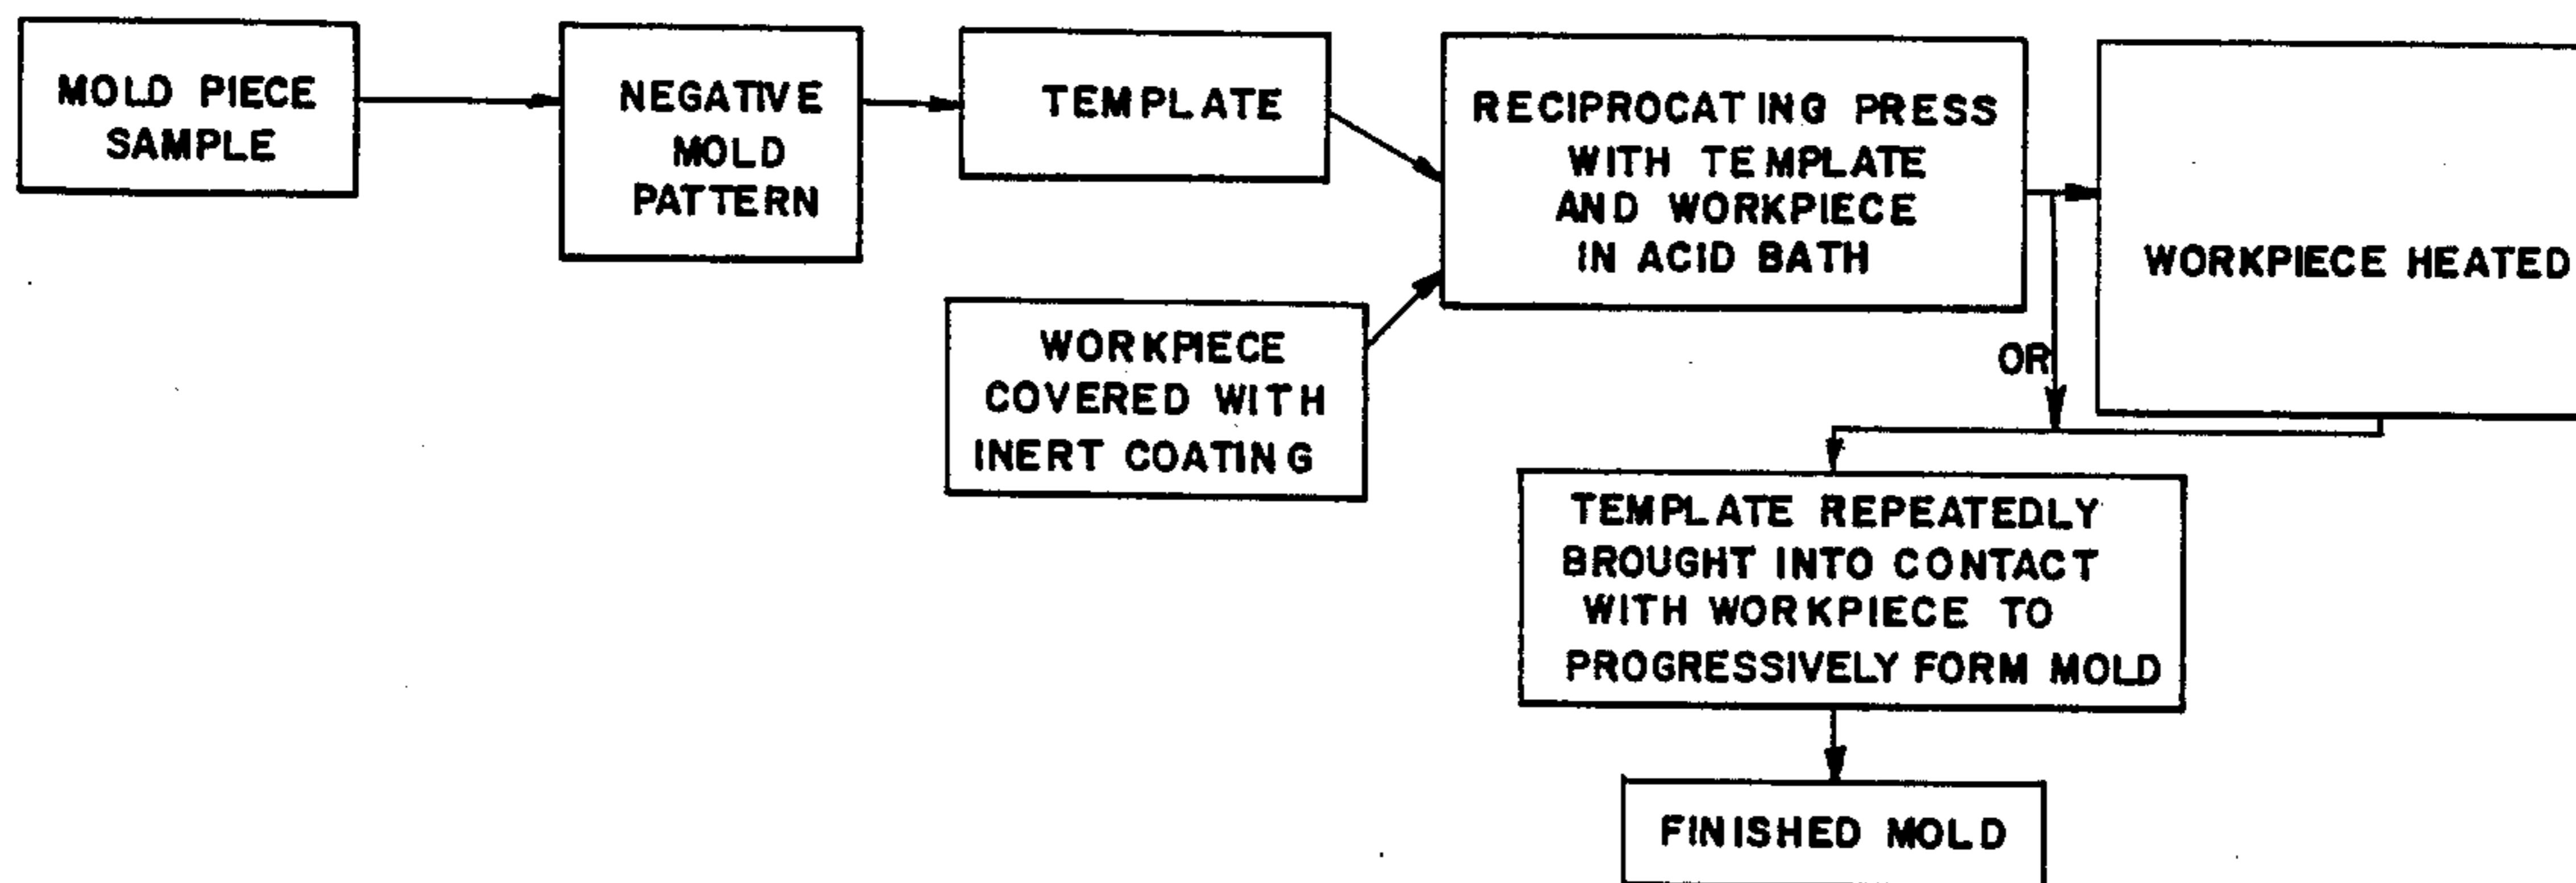 MOLD PIECE
SAMPLE
NEGATIVE
MOLD
PATTERN
TEMPLATE
WORKPIECE
COVERED WITH
INERT COATING
RECIPROCATING PRESS
WITH TEMPLATE
AND WORKPIECE
IN ACID BATH
OR
WORKPIECE HEATED
TEMPLATE REPEATEDLY
BROUGHT INTO CONTACT
WITH WORKPIECE TO
PROGRESSIVELY FORM MOLD
FINISHED MOLD